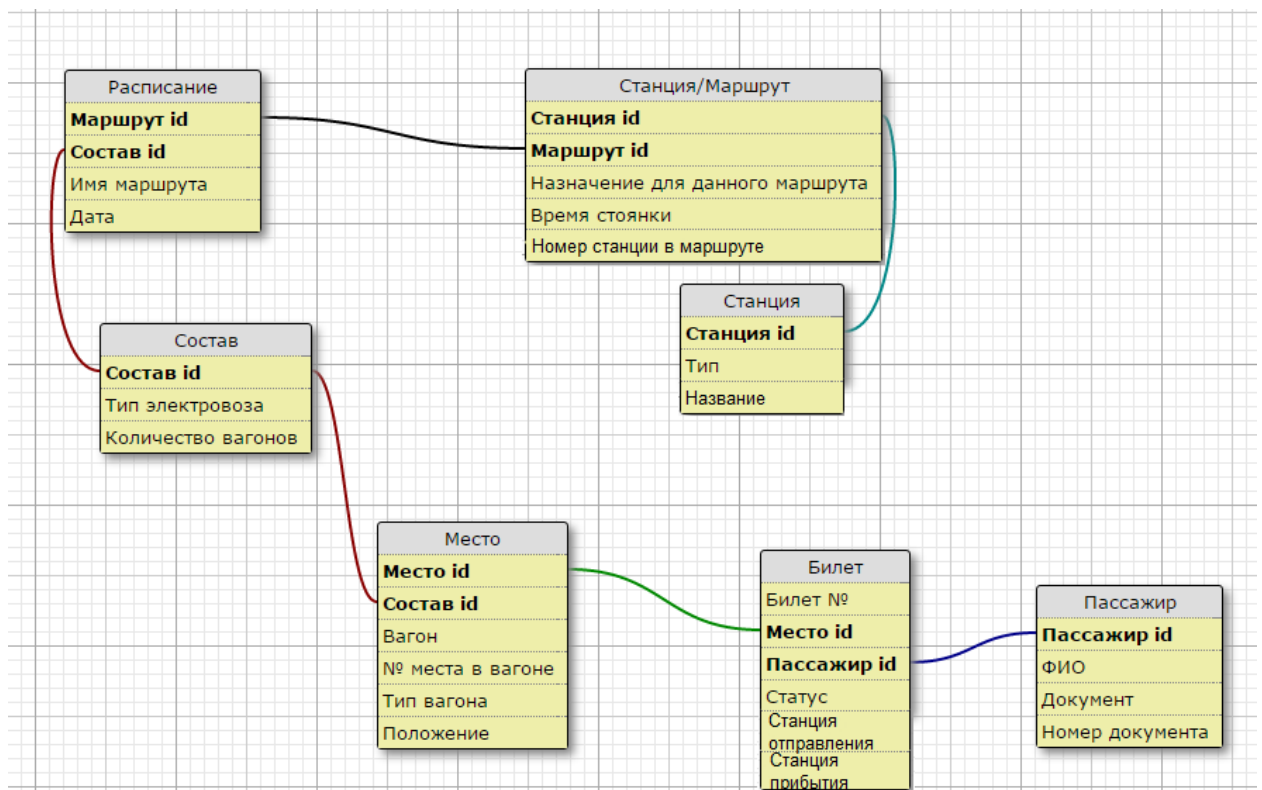 Расписание
Маршрут id
Состав id
Имя маршрута
Дата
Станция/Маршрут
Станция id
Маршрут id
Назначение для данного маршрута
Время стоянки
Номер станции в маршруте
Станция
Станция id
Тип
Название
Состав
Состав id
Тип электровоза
Количество вагонов
Место
Место id
Состав id
Вагон
№ места в вагоне
Тип вагона
Положение
Билет
Билет №
Место id
Пассажир id
Статус
Станция
отправления
Станция
прибытия
Пассажир
Пассажир id
ФИО
Документ
Номер документа